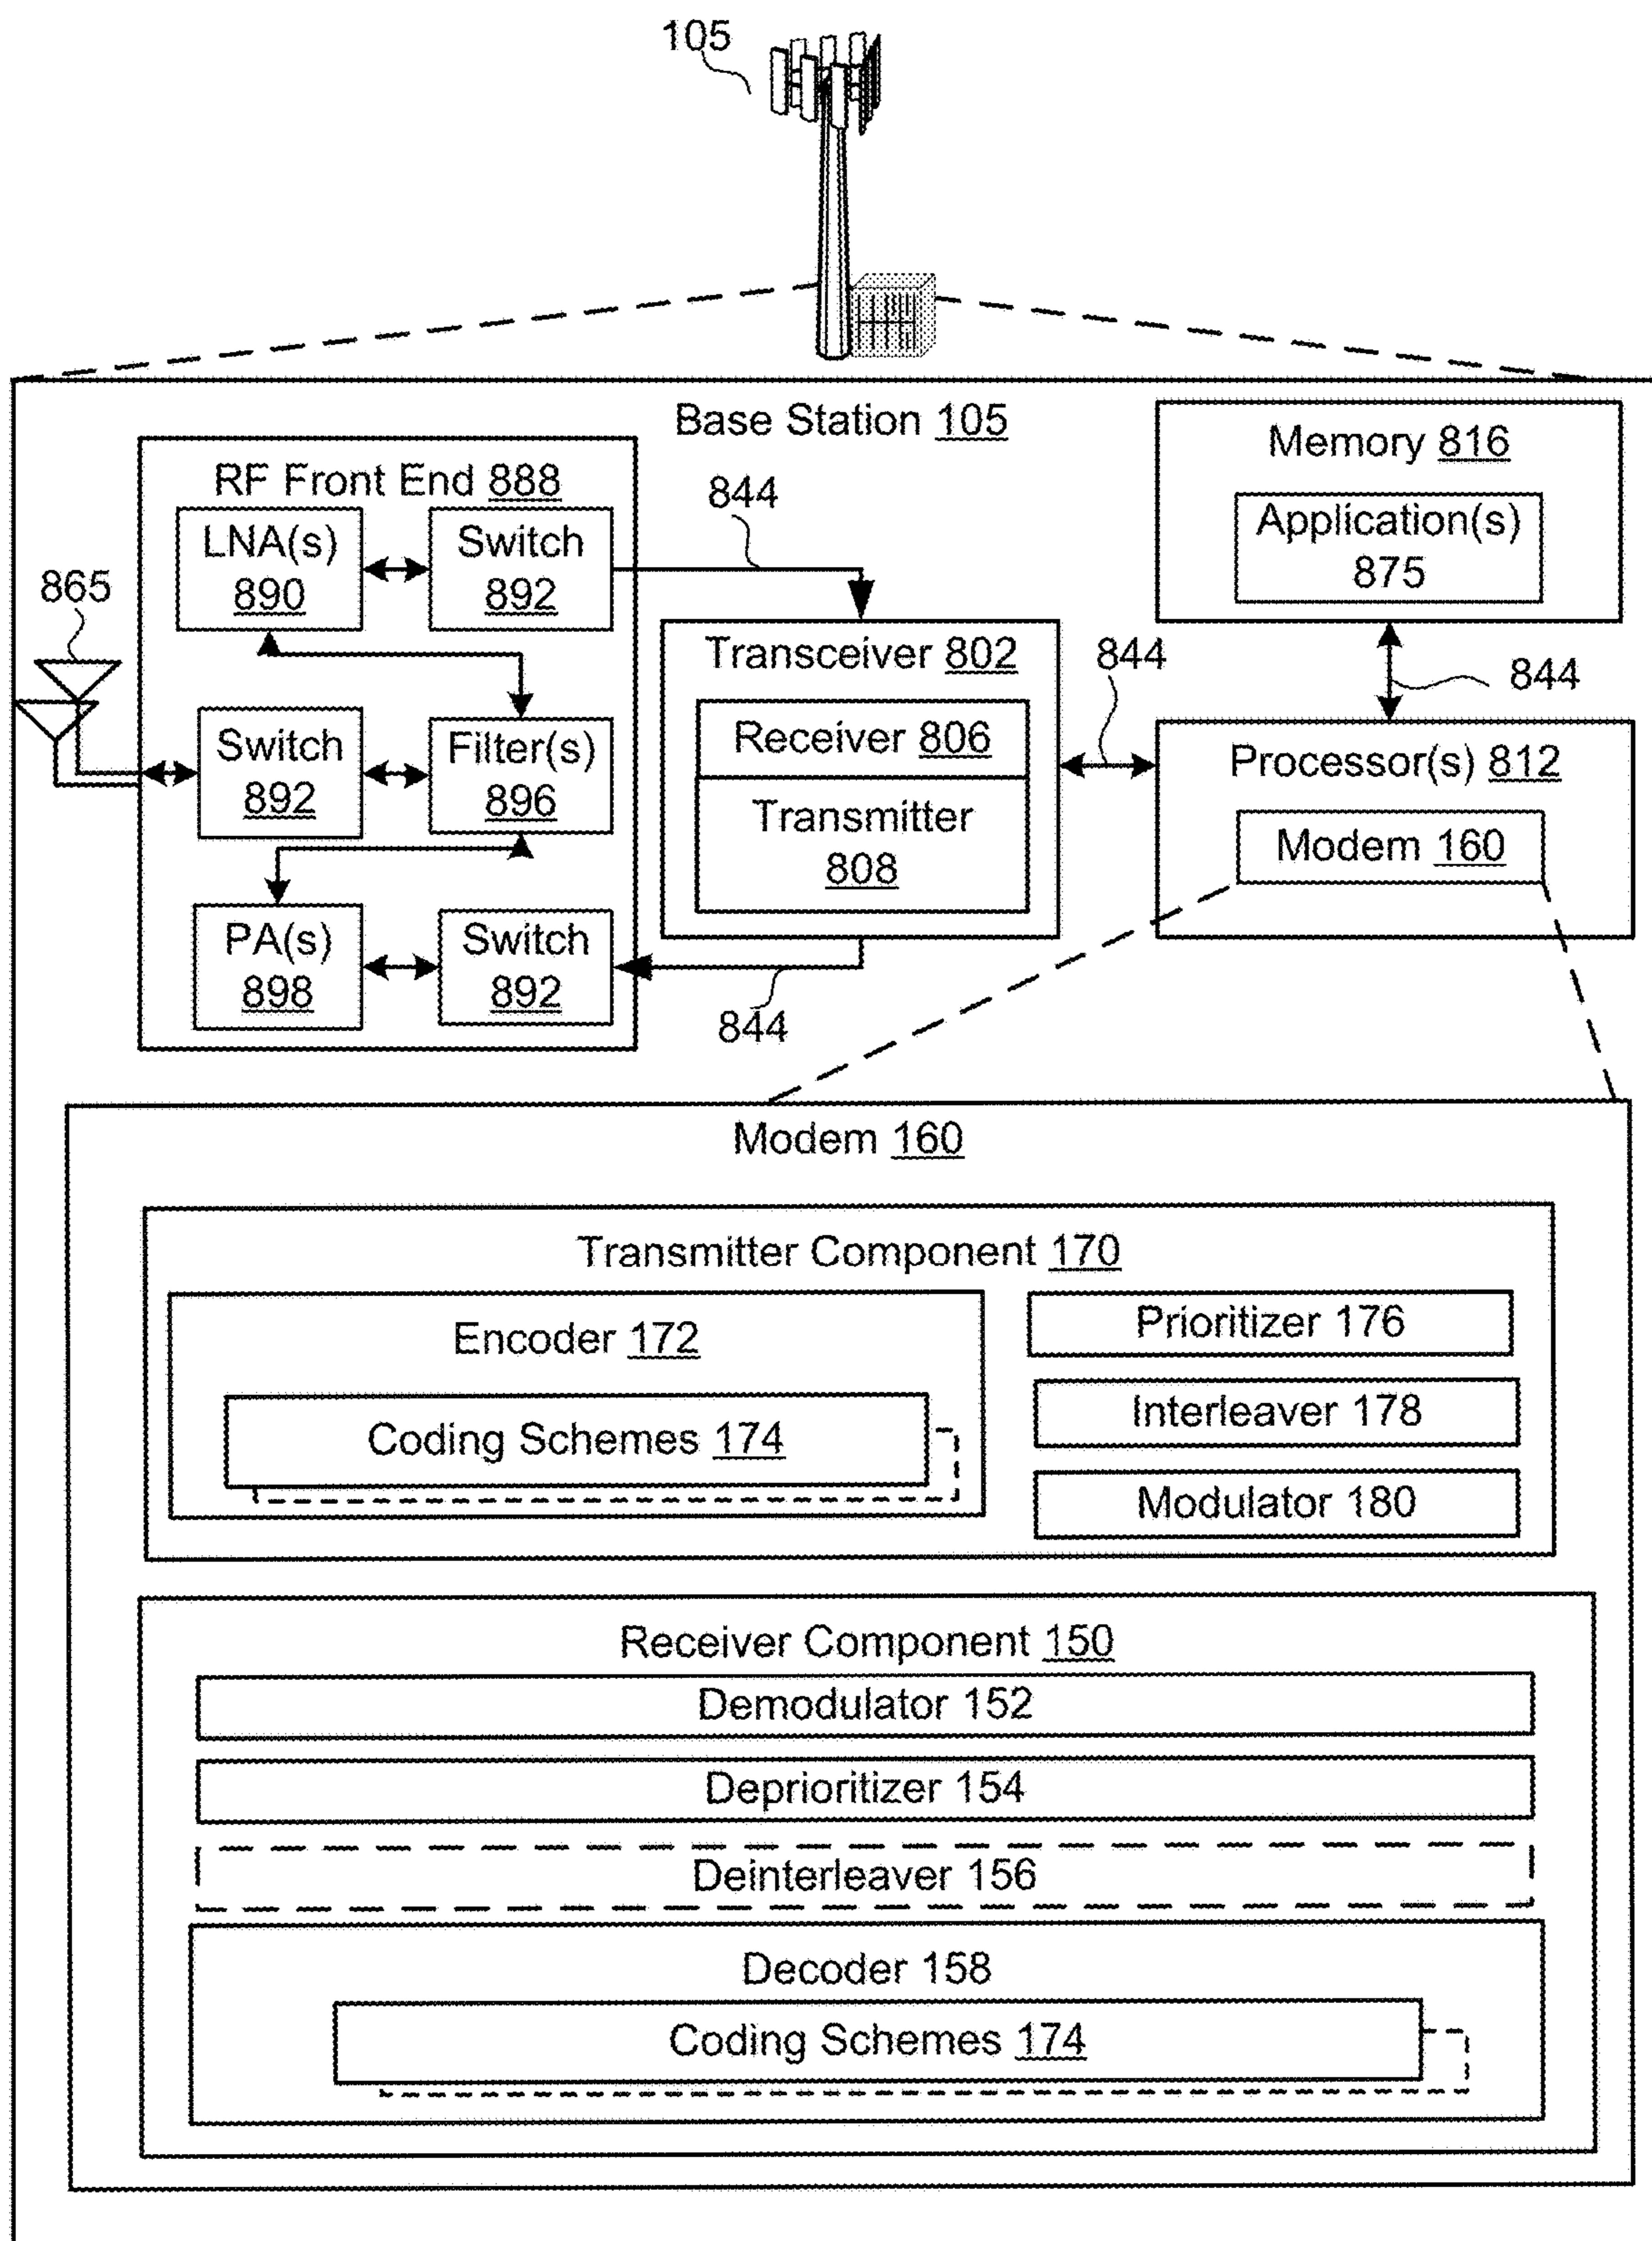 105
Base Station 105
RF Front End 888
LNA(s)
890
Switch
892
844
Memory 816
Application(s)
875
865
Switch
892
Filter(s)
896
Transceiver 802
Receiver 806
Transmitter
808
844
844
Processor(s) 812
Modem 160
PA(s)
898
Switch
892
844
Modem 160
Transmitter Component 170
Encoder 172
Coding Schemes 174
Prioritizer 176
Interleaver 178
Modulator 180
Receiver Component 150
Demodulator 152
Deprioritizer 154
Deinterleaver 156
Decoder 158
Coding Schemes 174